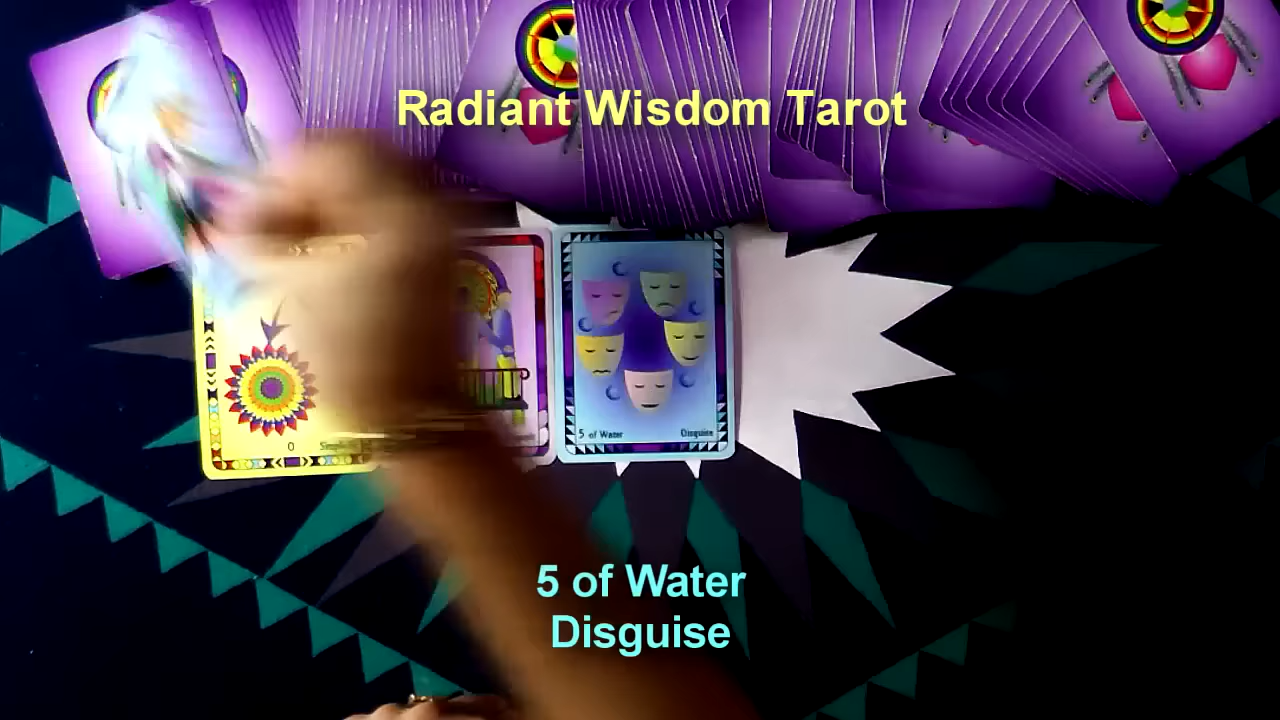 Radiant Wisdom Tarot
5 of Water Disguise
0
5 of Water
Disguise